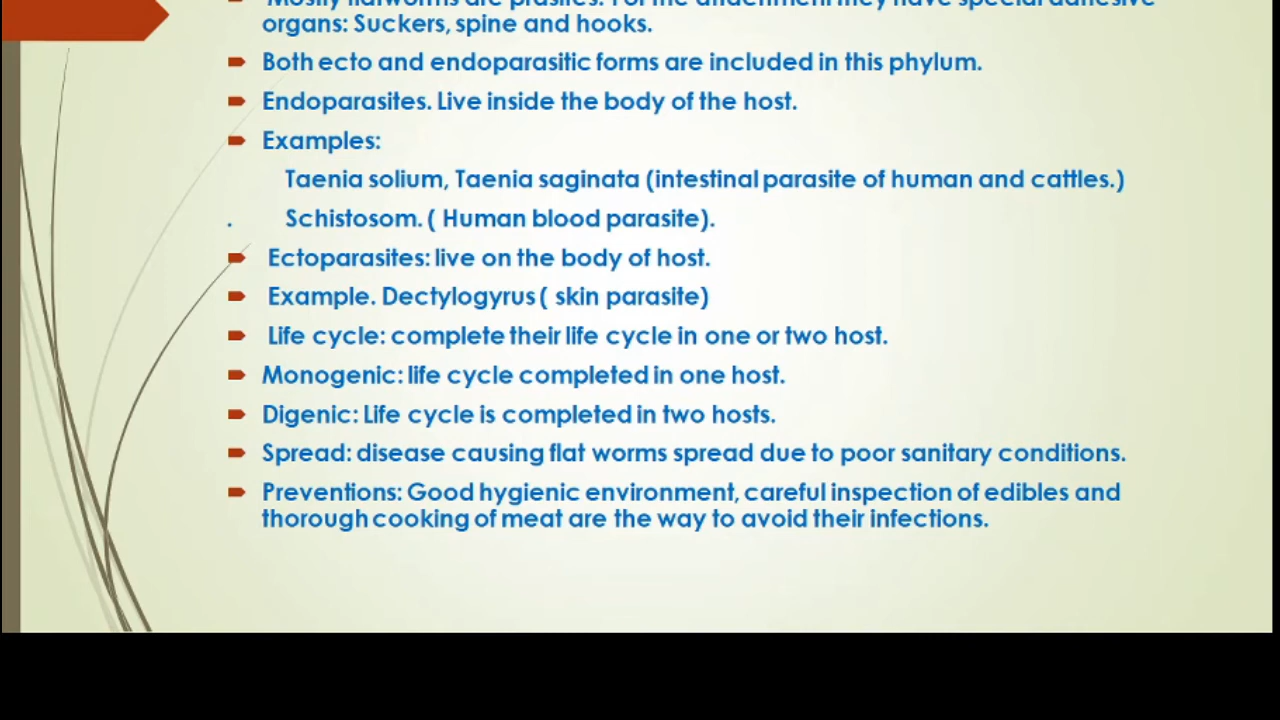 Mostly flatworms are prasites. For the attachment they have special adhesive
organs: Suckers, spine and hooks.
Both ecto and endoparasitic forms are included in this phylum.
Endoparasites. Live inside the body of the host.
Examples:
Taenia solium, Taenia saginata (intestinal parasite of human and cattles.)
. Schistosom. ( Human blood parasite).
Ectoparasites: live on the body of host.
Example. Dectylogyrus ( skin parasite)
Life cycle: complete their life cycle in one or two host.
Monogenic: life cycle completed in one host.
Digenic: Life cycle is completed in two hosts.
Spread: disease causing flat worms spread due to poor sanitary conditions.
Preventions: Good hygienic environment, careful inspection of edibles and
thorough cooking of meat are the way to avoid their infections.